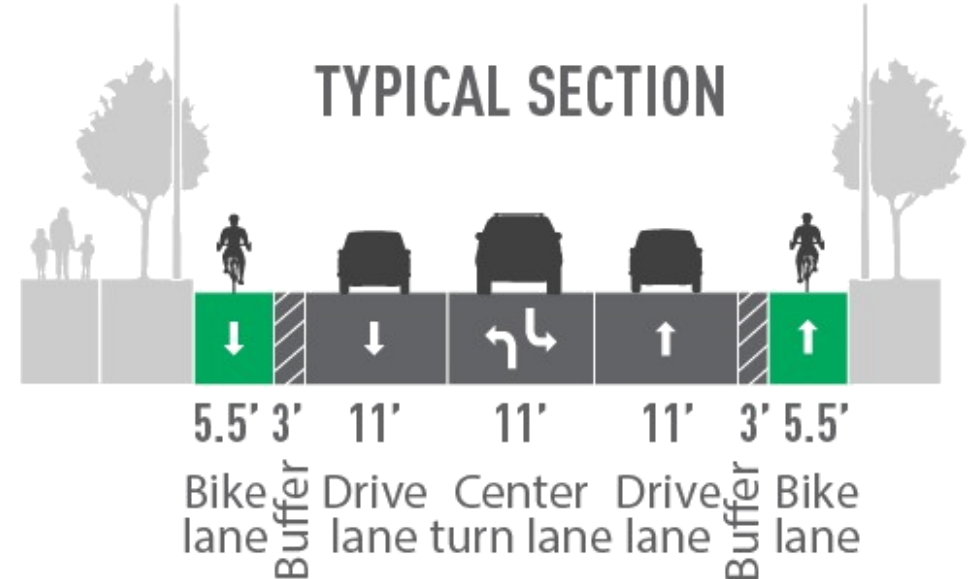 TYPICAL SECTION
5.5’ 3’ 11’ 11’ 11’ 3’ 5.5’
Bike lane
Buffer
Drive lane
Center turn lane
Drive lane
Buffer
Bike lane